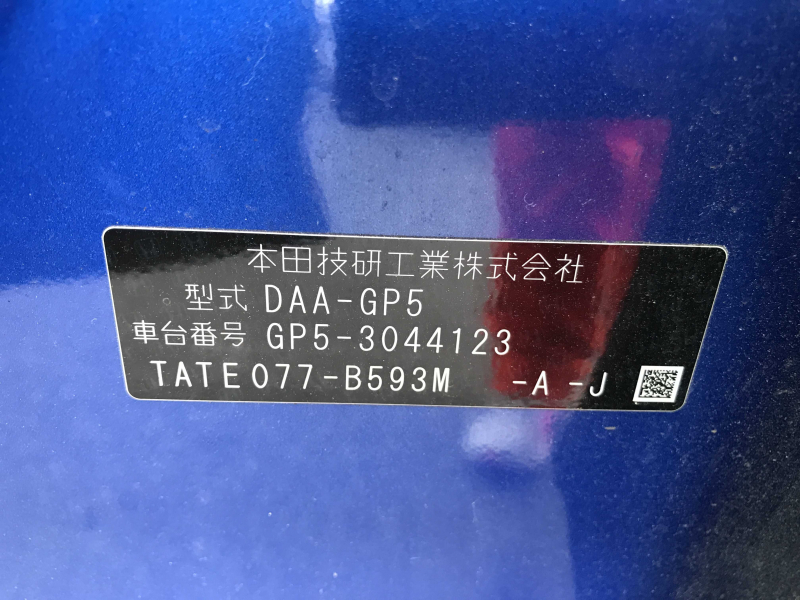 本田技研工業株式会社
型式 DAA-GP5
車台番号 GP5-3044123
TATE077-B593M -A -J